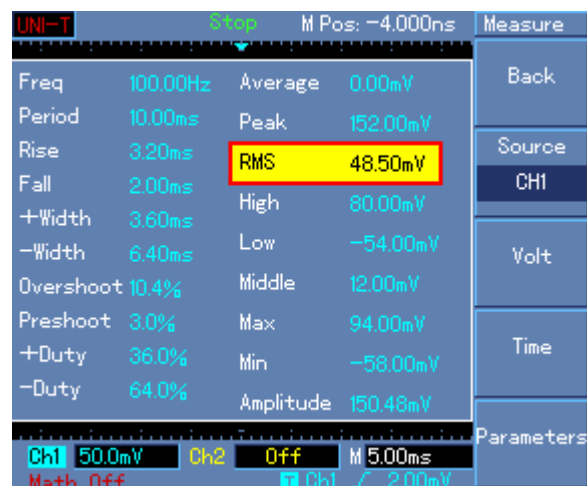 UNI-T Stop M Pos: -4.000ns Measure
Freq 100.00Hz Average 0.00mV
Back
Period 10.00ms Peak 152.00mV
Rise 3.20ms RMS 48.50mV
Source
CH1
Fall 2.00ms High 80.00mV
+Width 3.60ms
-Width 6.40ms Low -54.00mV
Volt
Overshoot 10.4% Middle 12.00mV
Preshoot 3.0% Max 94.00mV
Time
+Duty 36.0% Min -58.00mV
-Duty 64.0% Amplitude 150.48mV
Parameters
Ch1 50.0mV Ch2 Off M 5.00ms
Math Off T Ch1 / 2.00mV